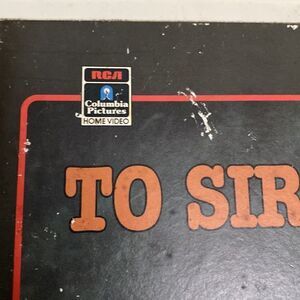 RCA
Columbia
Pictures
HOME VIDEO
TO SIR